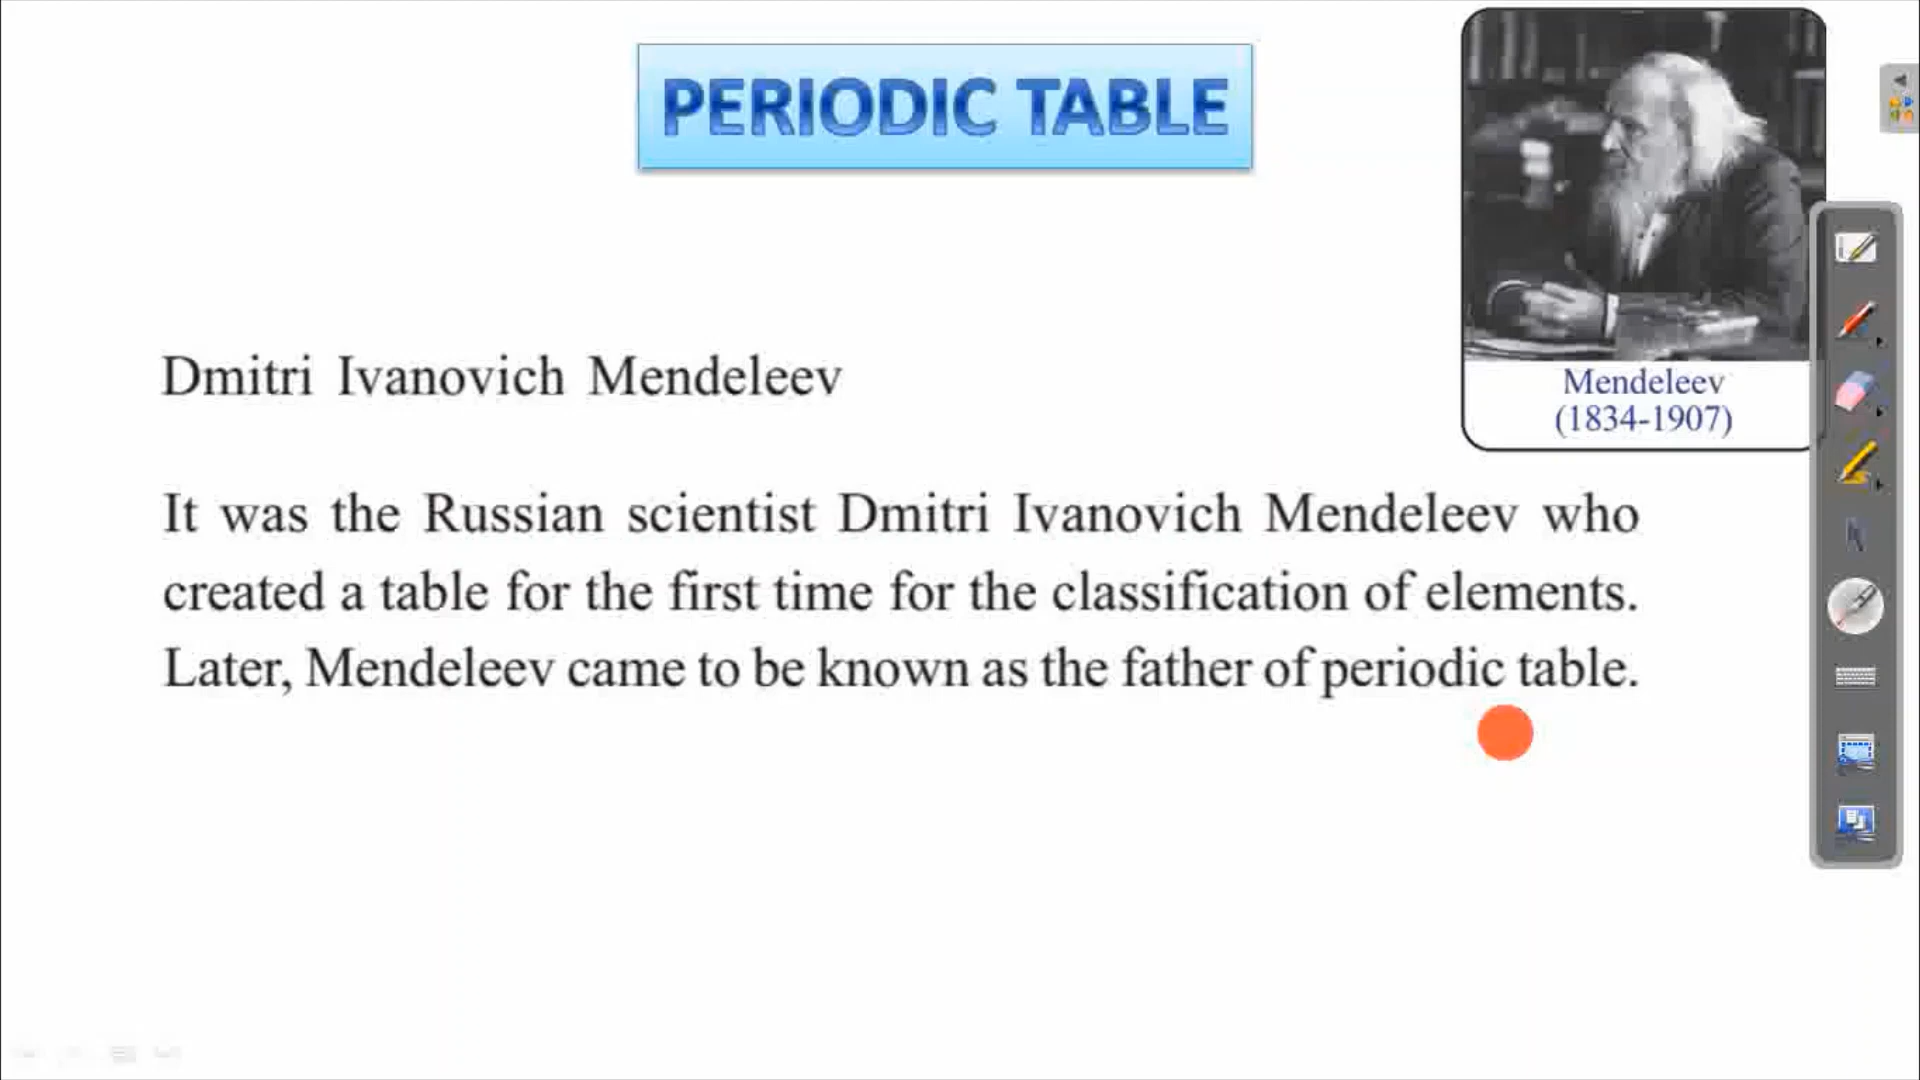 PERIODIC TABLE
Mendeleev
(1834-1907)
Dmitri Ivanovich Mendeleev
It was the Russian scientist Dmitri Ivanovich Mendeleev who
created a table for the first time for the classification of elements.
Later, Mendeleev came to be known as the father of periodic table.